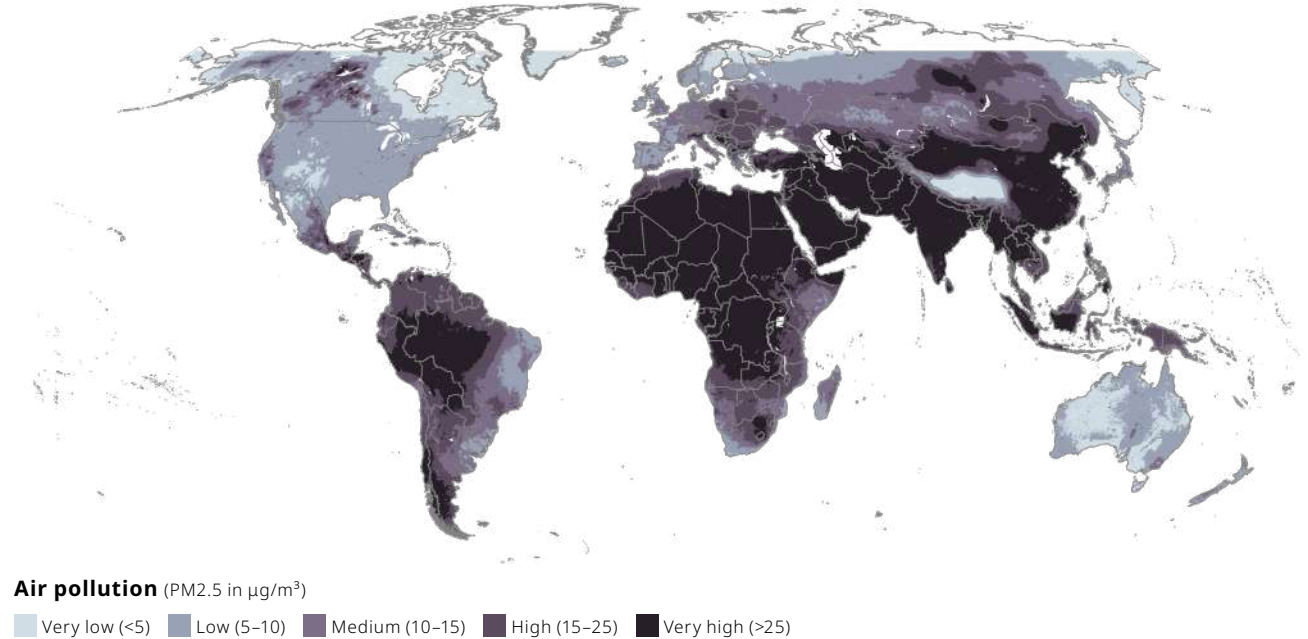 Air pollution (PM2.5 in μg/m³)
Very low (<5) Low (5–10) Medium (10–15) High (15–25) Very high (>25)